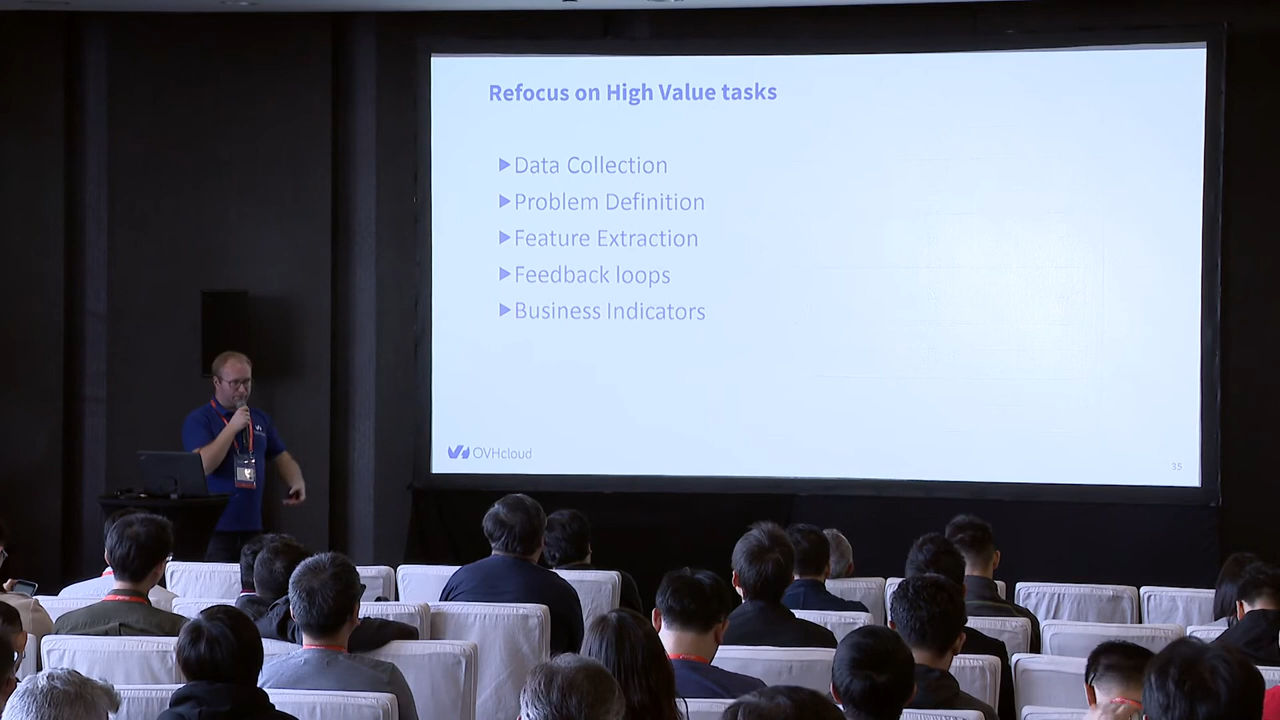 Refocus on High Value tasks
Data Collection
Problem Definition
Feature Extraction
Feedback loops
Business Indicators
OVHcloud
35